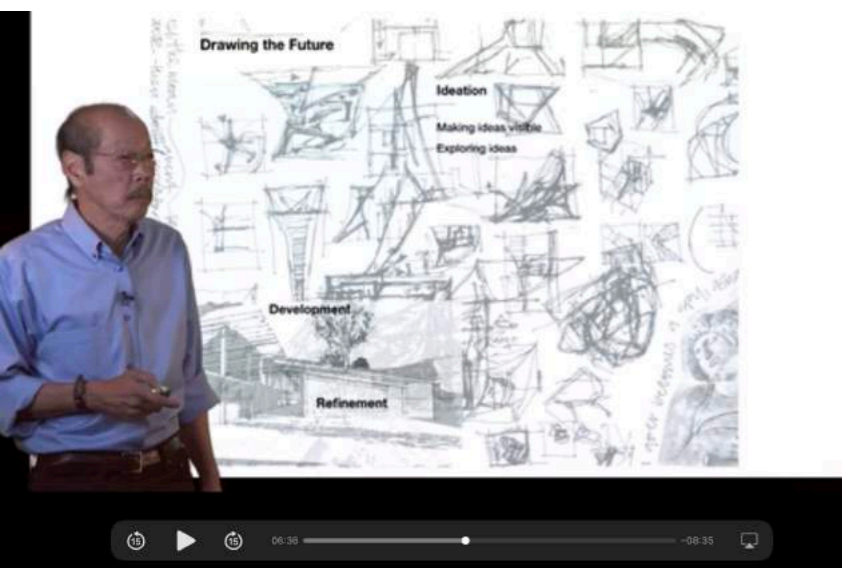 Drawing the Future
Ideation
Making ideas visible
Exploring ideas
Development
Refinement
15
15
06:36
-08:35